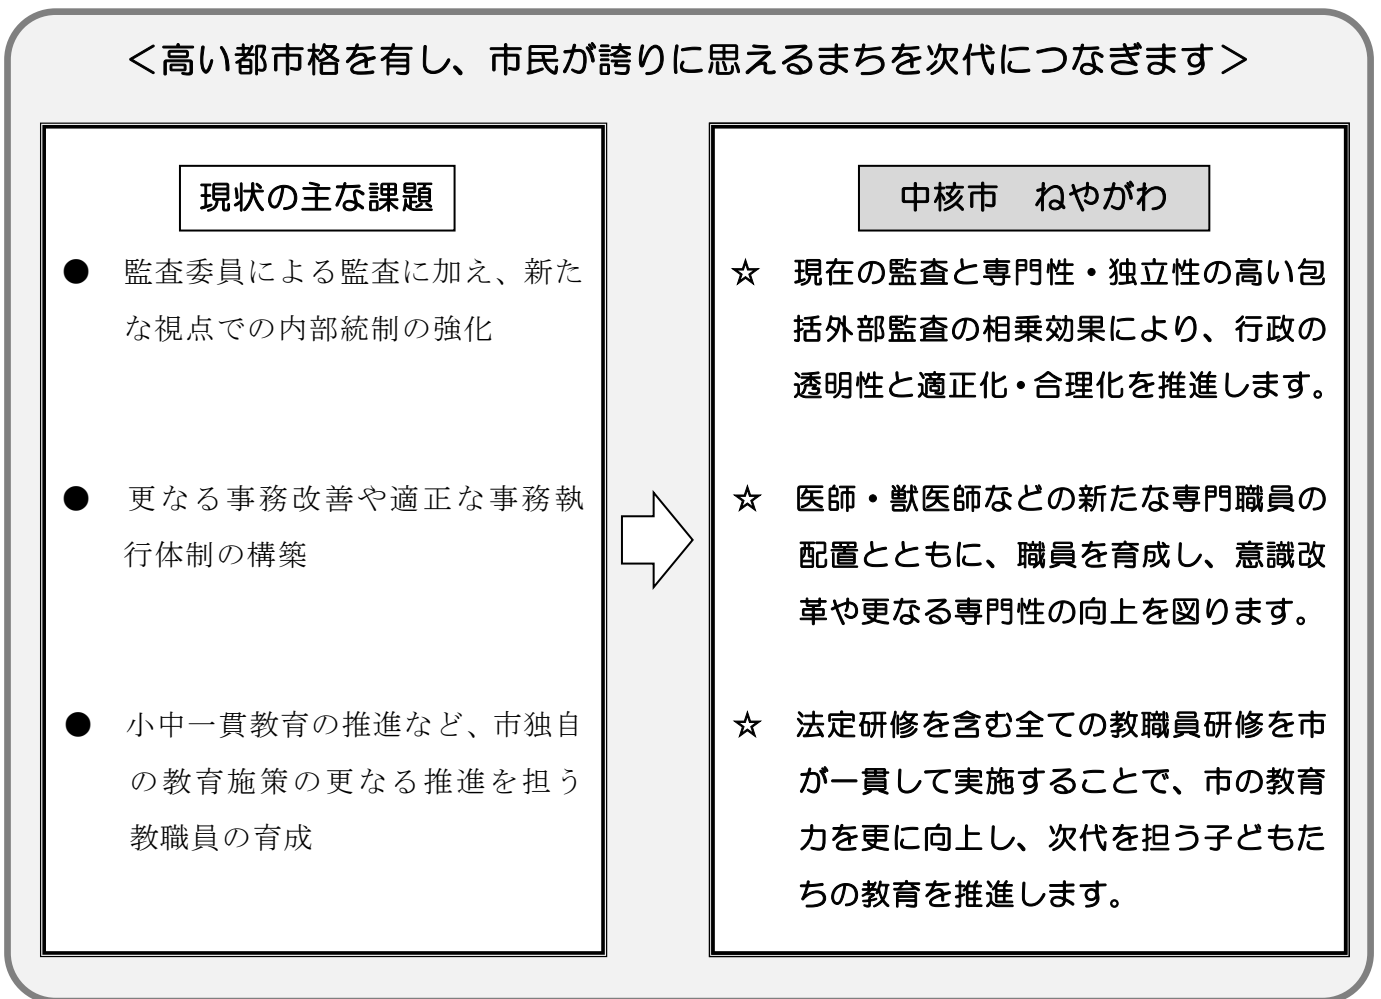 ＜高い都市格を有し、市民が誇りに思えるまちを次代につなぎます＞
現状の主な課題
● 監査委員による監査に加え、新た
な視点での内部統制の強化
● 更なる事務改善や適正な事務執
行体制の構築
● 小中一貫教育の推進など、市独自
の教育施策の更なる推進を担う
教職員の育成
中核市　ねやがわ
☆ 現在の監査と専門性・独立性の高い包
括外部監査の相乗効果により、行政の
透明性と適正化・合理化を推進します。
☆ 医師・獣医師などの新たな専門職員の
配置とともに、職員を育成し、意識改
革や更なる専門性の向上を図ります。
☆ 法定研修を含む全ての教職員研修を市
が一貫して実施することで、市の教育
力を更に向上し、次代を担う子どもた
ちの教育を推進します。